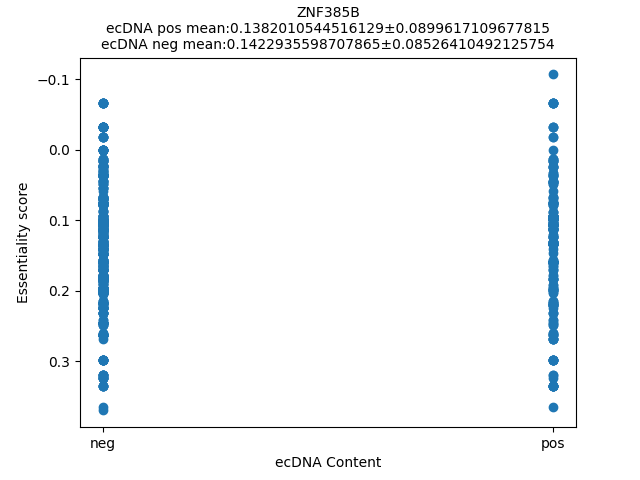 ZNF385B
ecDNA pos mean:0.1382010544516129±0.0899617109677815
ecDNA neg mean:0.1422935598707865±0.08526410492125754
−0.1
0.0
0.1
0.2
0.3
Essentiality score
neg
pos
ecDNA Content